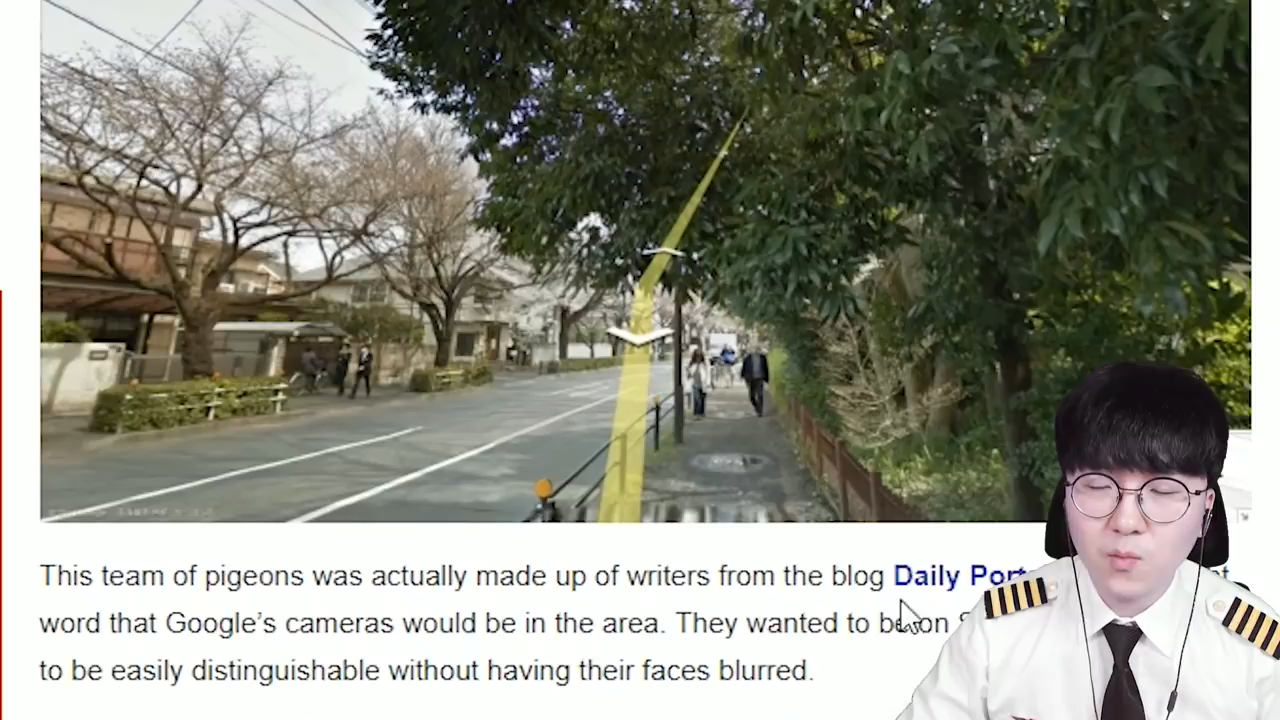 This team of pigeons was actually made up of writers from the blog Daily
word that Google's cameras would be in the area. They wanted to be on
to be easily distinguishable without having their faces blurred.